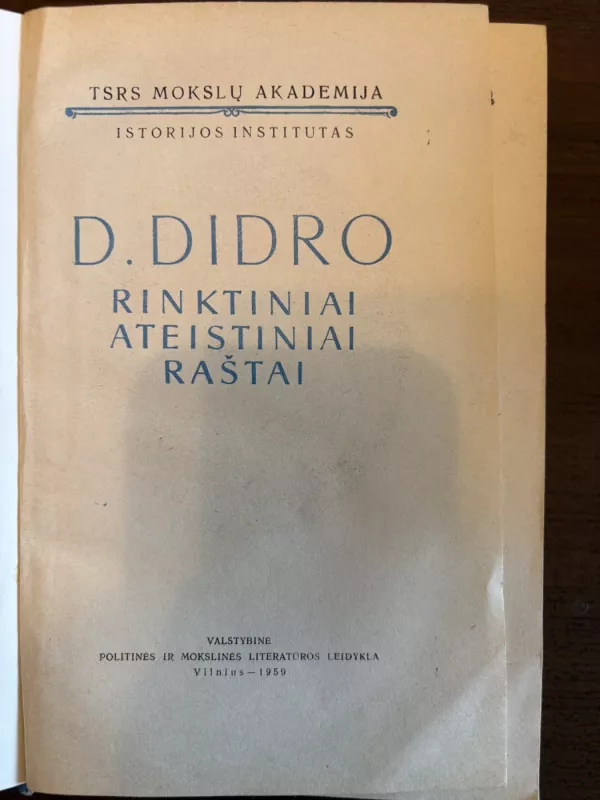 TSRS MOKSLŲ AKADEMIJA
ISTORIJOS INSTITUTAS
D. DIDRO
RINKTINIAI
ATEISTINIAI
RAŠTAI
VALSTYBINĖ
POLITINĖS IR MOKSLINĖS LITERATŪROS LEIDYKLA
Vilnius—1959